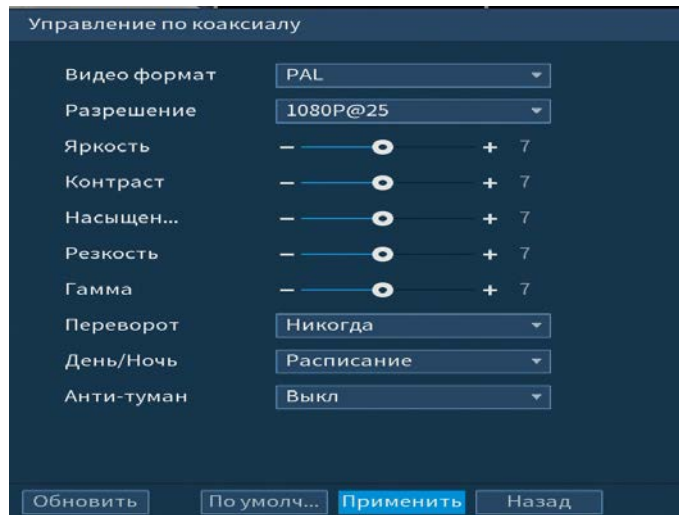 Управление по коаксиалу
Видео формат PAL
Разрешение 1080P@25
Яркость − + 7
Контраст − + 7
Насыщен... − + 7
Резкость − + 7
Гамма − + 7
Переворот Никогда
День/Ночь Расписание
Анти-туман Выкл
Обновить По умолч... Применить Назад